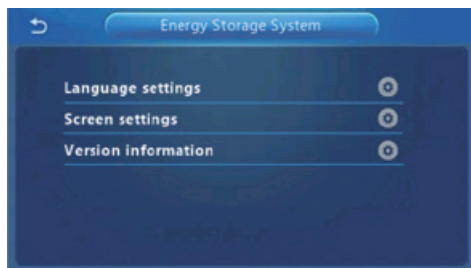 Energy Storage System
Language settings
Screen settings
Version information